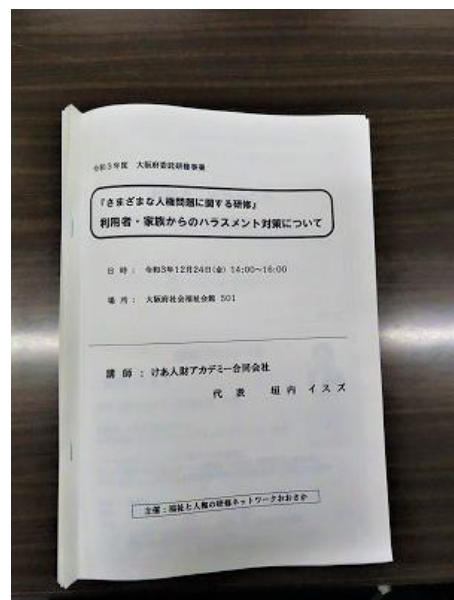 令和3年度 大阪府委託研修事業
『さまざまな人権問題に関する研修』
利用者・家族からのハラスメント対策について
日 時 : 令和3年12月24日(金) 14:00~16:00
場 所 : 大阪府社会福祉会館 501
講 師 : けあ人財アカデミー合同会社
代 表 垣 内 イ ス ズ
主催:福祉と人権の研修ネットワークおおさか